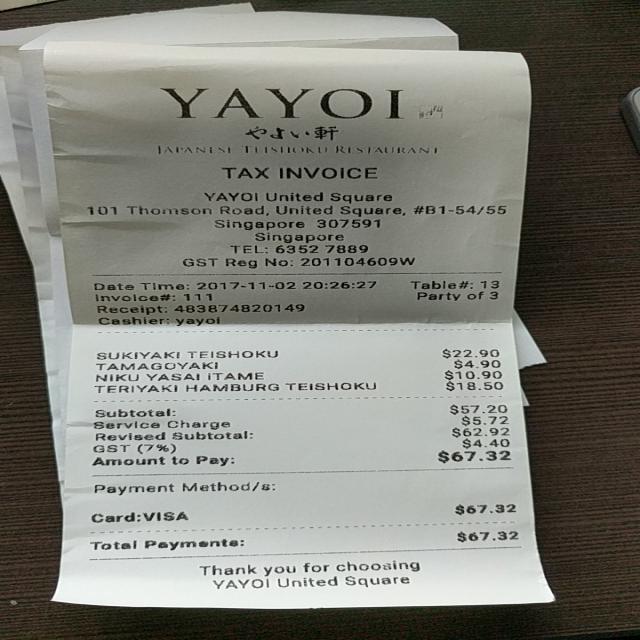 YAYOI
やよい軒
JAPANESE TEISHOKU RESTAURANT
TAX INVOICE
YAYOI United Square
101 Thomson Road, United Square, #B1-54/55
Singapore 307591
Singapore
TEL: 6352 7889
GST Reg No: 201104609W
Date Time: 2017-11-02 20:26:27 Table#: 13
Invoice#: 111 Party of 3
Receipt: 483874820149
Cashier: yayoi
SUKIYAKI TEISHOKU $22.90
TAMAGOYAKI $4.90
NIKU YASAI ITAME $10.90
TERIYAKI HAMBURG TEISHOKU $18.50
Subtotal: $57.20
Service Charge $5.72
Revised Subtotal: $62.92
GST (7%) $4.40
Amount to Pay: $67.32
Payment Method/s:
Card:VISA $67.32
Total Payments: $67.32
Thank you for choosing
YAYOI United Square